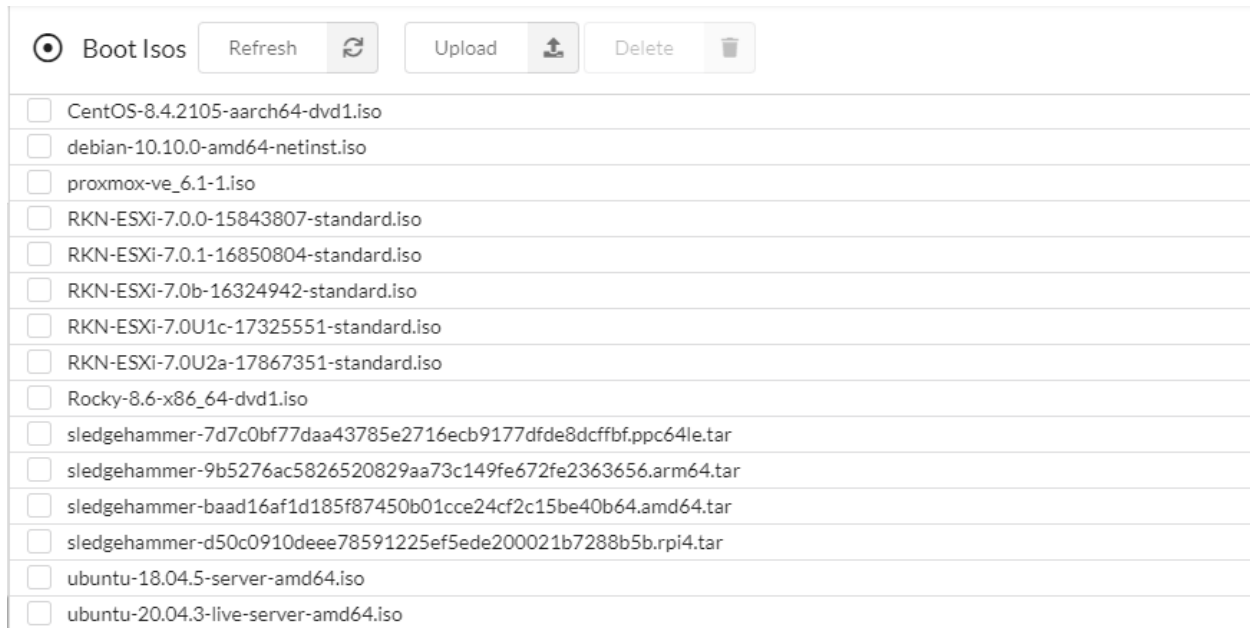 Boot Isos Refresh Upload Delete
CentOS-8.4.2105-aarch64-dvd1.iso
debian-10.10.0-amd64-netinst.iso
proxmox-ve_6.1-1.iso
RKN-ESXi-7.0.0-15843807-standard.iso
RKN-ESXi-7.0.1-16850804-standard.iso
RKN-ESXi-7.0b-16324942-standard.iso
RKN-ESXi-7.0U1c-17325551-standard.iso
RKN-ESXi-7.0U2a-17867351-standard.iso
Rocky-8.6-x86_64-dvd1.iso
sledgehammer-7d7c0bf77daa43785e2716ecb9177dfde8dcffbf.ppc64le.tar
sledgehammer-9b5276ac5826520829aa73c149fe672fe2363656.arm64.tar
sledgehammer-baad16af1d185f87450b01cce24cf2c15be40b64.amd64.tar
sledgehammer-d50c0910deee78591225ef5ede200021b7288b5b.rpi4.tar
ubuntu-18.04.5-server-amd64.iso
ubuntu-20.04.3-live-server-amd64.iso